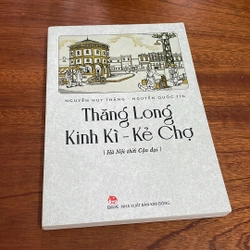 NGUYỄN HUY THẮNG - NGUYỄN QUỐC TÍN
Thăng Long
Kinh Kì - Kẻ Chợ
( Hà Nội thời Cận đại )
NHÀ XUẤT BẢN KIM ĐỒNG